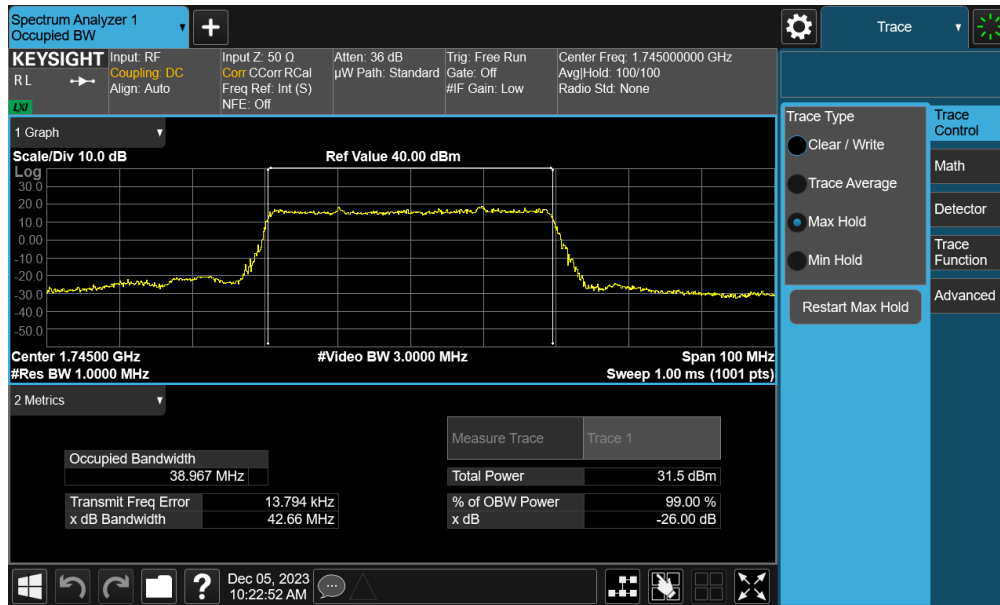 Spectrum Analyzer 1
Occupied BW
Trace
KEYSIGHT
R L
LXI
Input: RF
Coupling: DC
Align: Auto
Input Z: 50 Ω
Corr CCorr RCal
Freq Ref: Int (S)
NFE: Off
Atten: 36 dB
µW Path: Standard
Trig: Free Run
Gate: Off
#IF Gain: Low
Center Freq: 1.745000000 GHz
Avg|Hold: 100/100
Radio Std: None
1 Graph
Scale/Div 10.0 dB
Ref Value 40.00 dBm
Log
30.0
20.0
10.0
0.00
-10.0
-20.0
-30.0
-40.0
-50.0
Center 1.74500 GHz
#Video BW 3.0000 MHz
Span 100 MHz
#Res BW 1.0000 MHz
Sweep 1.00 ms (1001 pts)
2 Metrics
Measure Trace
Trace 1
Occupied Bandwidth
38.967 MHz
Total Power
31.5 dBm
Transmit Freq Error
13.794 kHz
% of OBW Power
99.00 %
x dB Bandwidth
42.66 MHz
x dB
-26.00 dB
Trace Type
Clear / Write
Trace Average
Max Hold
Min Hold
Restart Max Hold
Trace
Control
Math
Detector
Trace
Function
Advanced
?
Dec 05, 2023
10:22:52 AM